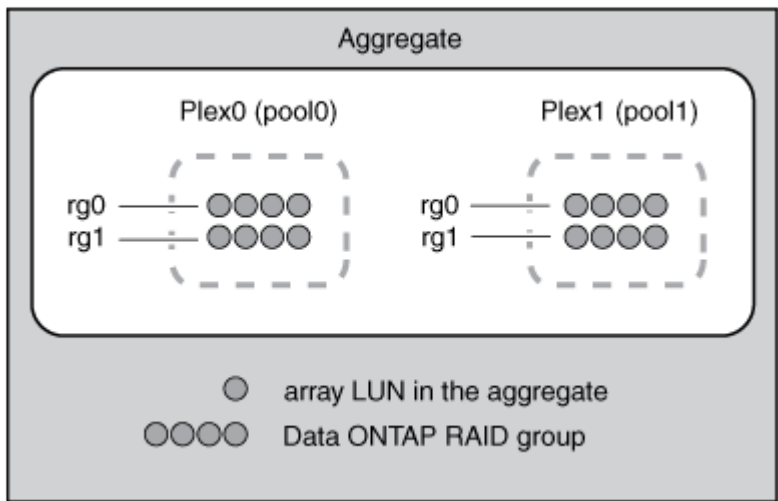 Aggregate
Plex0 (pool0) Plex1 (pool1)
rg0 rg0
rg1 rg1
array LUN in the aggregate
Data ONTAP RAID group